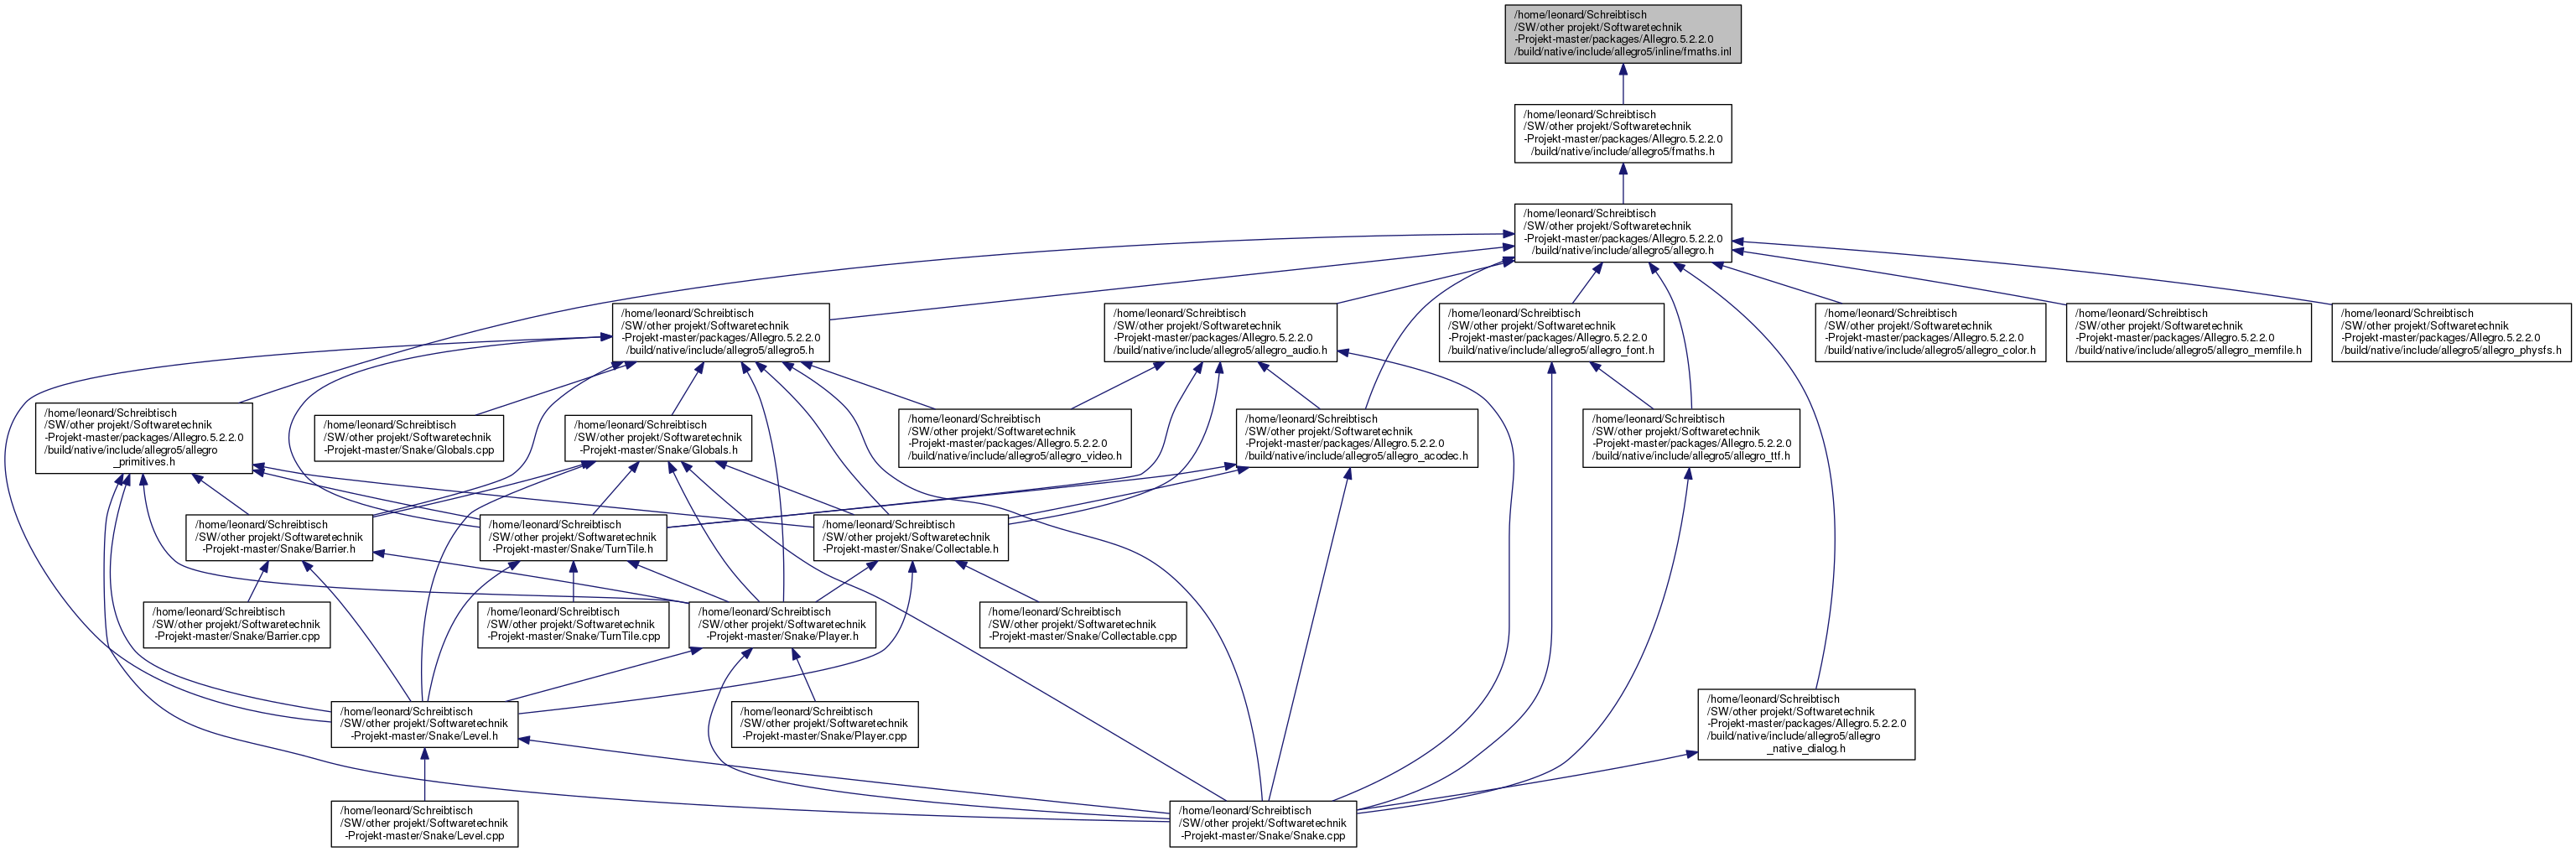 /home/leonard/Schreibtisch
/SW/other projekt/Softwaretechnik
-Projekt-master/packages/Allegro.5.2.2.0
/build/native/include/allegro5/inline/fmaths.inl
/home/leonard/Schreibtisch
/SW/other projekt/Softwaretechnik
-Projekt-master/packages/Allegro.5.2.2.0
/build/native/include/allegro5/fmaths.h
/home/leonard/Schreibtisch
/SW/other projekt/Softwaretechnik
-Projekt-master/packages/Allegro.5.2.2.0
/build/native/include/allegro5/allegro.h
/home/leonard/Schreibtisch
/SW/other projekt/Softwaretechnik
-Projekt-master/packages/Allegro.5.2.2.0
/build/native/include/allegro5/allegro5.h
/home/leonard/Schreibtisch
/SW/other projekt/Softwaretechnik
-Projekt-master/packages/Allegro.5.2.2.0
/build/native/include/allegro5/allegro_audio.h
/home/leonard/Schreibtisch
/SW/other projekt/Softwaretechnik
-Projekt-master/packages/Allegro.5.2.2.0
/build/native/include/allegro5/allegro_font.h
/home/leonard/Schreibtisch
/SW/other projekt/Softwaretechnik
-Projekt-master/packages/Allegro.5.2.2.0
/build/native/include/allegro5/allegro_color.h
/home/leonard/Schreibtisch
/SW/other projekt/Softwaretechnik
-Projekt-master/packages/Allegro.5.2.2.0
/build/native/include/allegro5/allegro_memfile.h
/home/leonard/Schreibtisch
/SW/other projekt/Softwaretechnik
-Projekt-master/packages/Allegro.5.2.2.0
/build/native/include/allegro5/allegro_physfs.h
/home/leonard/Schreibtisch
/SW/other projekt/Softwaretechnik
-Projekt-master/packages/Allegro.5.2.2.0
/build/native/include/allegro5/allegro
_primitives.h
/home/leonard/Schreibtisch
/SW/other projekt/Softwaretechnik
-Projekt-master/Snake/Globals.cpp
/home/leonard/Schreibtisch
/SW/other projekt/Softwaretechnik
-Projekt-master/Snake/Globals.h
/home/leonard/Schreibtisch
/SW/other projekt/Softwaretechnik
-Projekt-master/packages/Allegro.5.2.2.0
/build/native/include/allegro5/allegro_video.h
/home/leonard/Schreibtisch
/SW/other projekt/Softwaretechnik
-Projekt-master/packages/Allegro.5.2.2.0
/build/native/include/allegro5/allegro_acodec.h
/home/leonard/Schreibtisch
/SW/other projekt/Softwaretechnik
-Projekt-master/packages/Allegro.5.2.2.0
/build/native/include/allegro5/allegro_ttf.h
/home/leonard/Schreibtisch
/SW/other projekt/Softwaretechnik
-Projekt-master/Snake/Barrier.h
/home/leonard/Schreibtisch
/SW/other projekt/Softwaretechnik
-Projekt-master/Snake/TurnTile.h
/home/leonard/Schreibtisch
/SW/other projekt/Softwaretechnik
-Projekt-master/Snake/Collectable.h
/home/leonard/Schreibtisch
/SW/other projekt/Softwaretechnik
-Projekt-master/Snake/Barrier.cpp
/home/leonard/Schreibtisch
/SW/other projekt/Softwaretechnik
-Projekt-master/Snake/TurnTile.cpp
/home/leonard/Schreibtisch
/SW/other projekt/Softwaretechnik
-Projekt-master/Snake/Player.h
/home/leonard/Schreibtisch
/SW/other projekt/Softwaretechnik
-Projekt-master/Snake/Collectable.cpp
/home/leonard/Schreibtisch
/SW/other projekt/Softwaretechnik
-Projekt-master/Snake/Level.h
/home/leonard/Schreibtisch
/SW/other projekt/Softwaretechnik
-Projekt-master/Snake/Player.cpp
/home/leonard/Schreibtisch
/SW/other projekt/Softwaretechnik
-Projekt-master/packages/Allegro.5.2.2.0
/build/native/include/allegro5/allegro
_native_dialog.h
/home/leonard/Schreibtisch
/SW/other projekt/Softwaretechnik
-Projekt-master/Snake/Level.cpp
/home/leonard/Schreibtisch
/SW/other projekt/Softwaretechnik
-Projekt-master/Snake/Snake.cpp